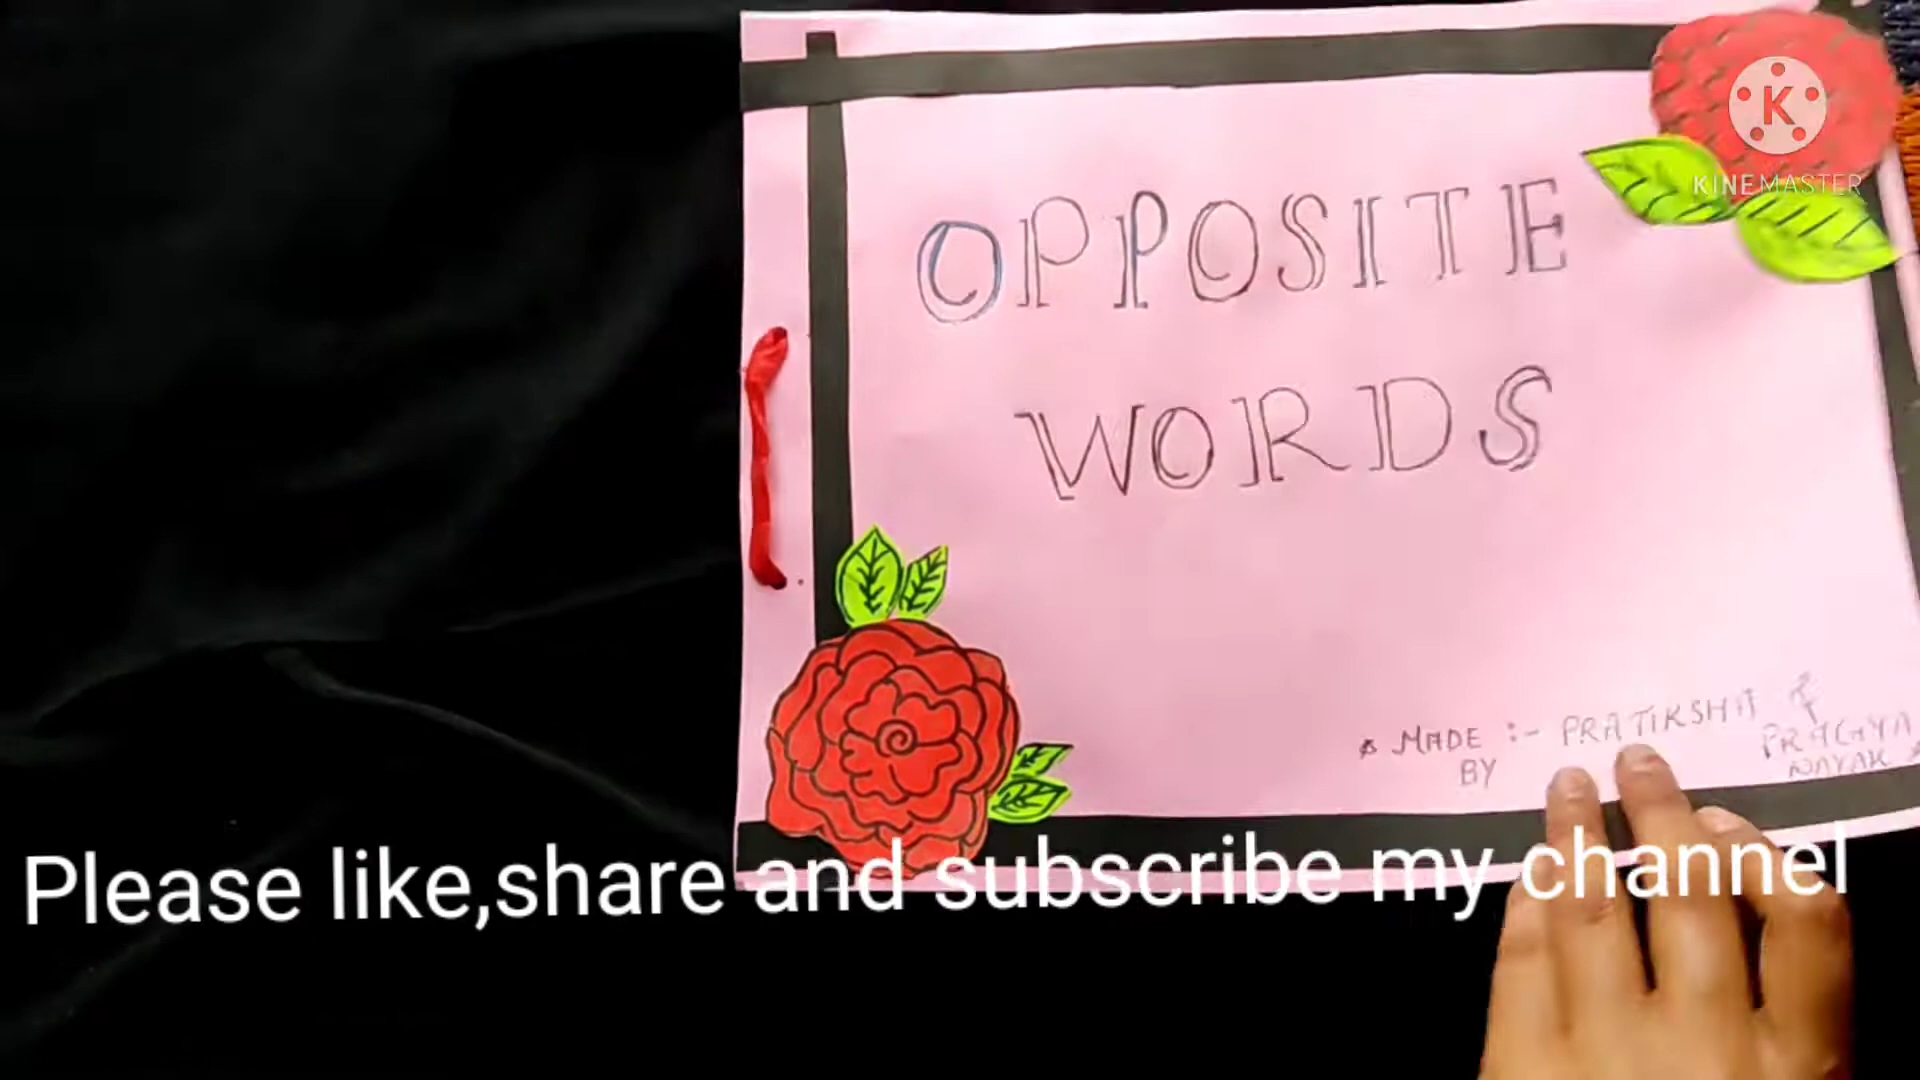 K
KINEMASTER
OPPOSITE
WORDS
MADE :- PRATIKSHA &
BY PRAGYA
NAYAK
Please like,share and subscribe my channel